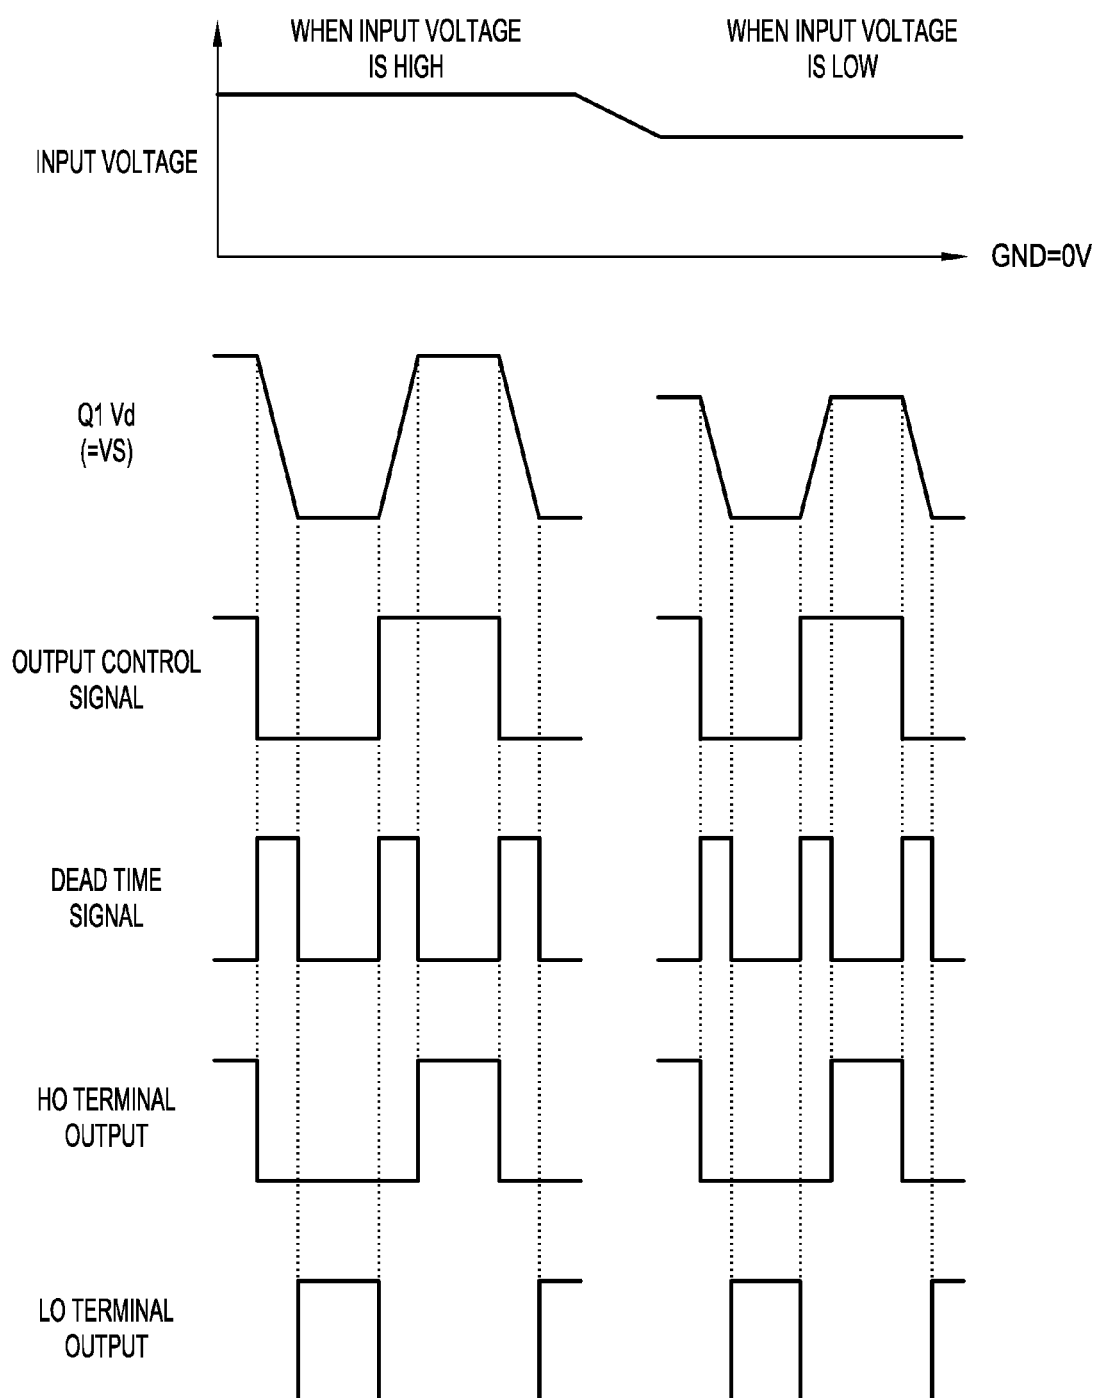 WHEN INPUT VOLTAGE
IS HIGH
WHEN INPUT VOLTAGE
IS LOW
INPUT VOLTAGE
GND=0V
Q1 Vd
(=VS)
OUTPUT CONTROL
SIGNAL
DEAD TIME
SIGNAL
HO TERMINAL
OUTPUT
LO TERMINAL
OUTPUT